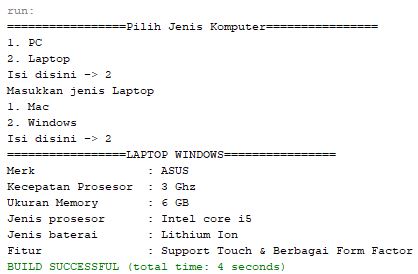 run:
=================Pilih Jenis Komputer================
1. PC
2. Laptop
Isi disini -> 2
Masukkan jenis Laptop
1. Mac
2. Windows
Isi disini -> 2
=================LAPTOP WINDOWS================
Merk                : ASUS
Kecepatan Prosesor  : 3 Ghz
Ukuran Memory       : 6 GB
Jenis prosesor      : Intel core i5
Jenis baterai       : Lithium Ion
Fitur               : Support Touch & Berbagai Form Factor
BUILD SUCCESSFUL (total time: 4 seconds)